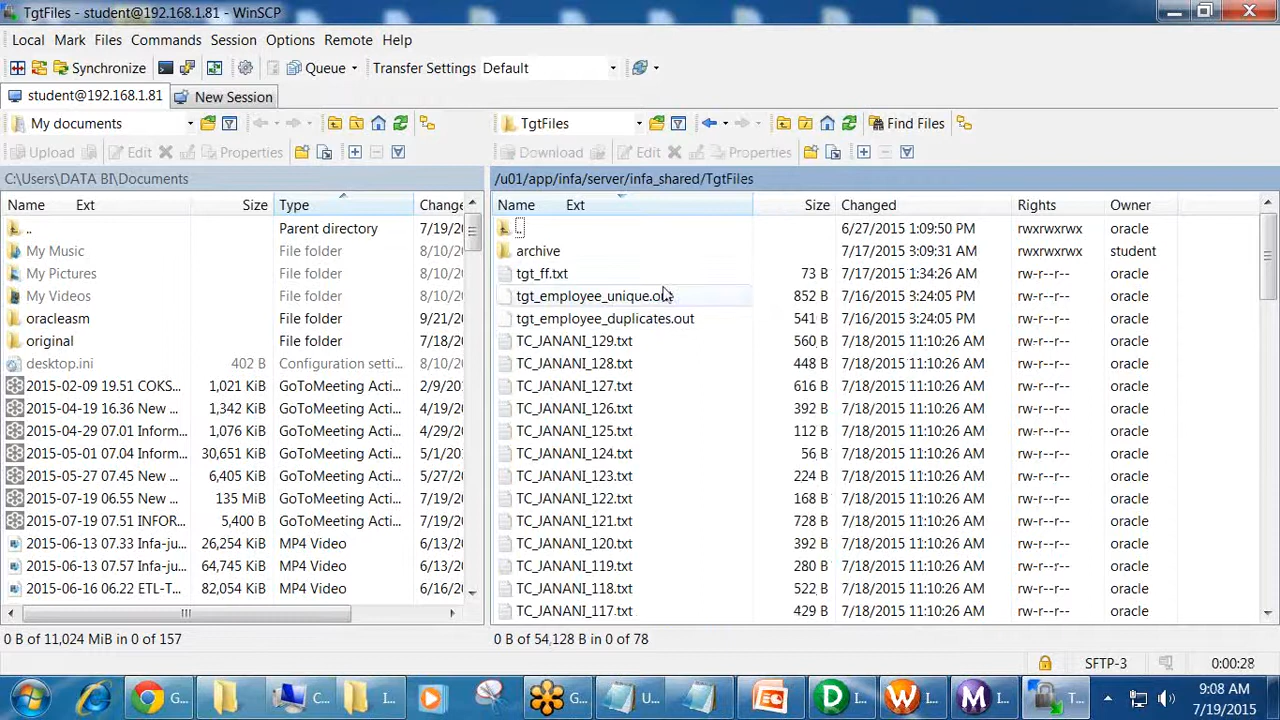 TgtFiles - student@192.168.1.81 - WinSCP
Local Mark Files Commands Session Options Remote Help
Synchronize Queue Transfer Settings Default
student@192.168.1.81 New Session
My documents TgtFiles Find Files
Upload Edit Properties Download Edit Properties
C:\Users\DATA BI\Documents /u01/app/infa/server/infa_shared/TgtFiles
Name Ext Size Type Change Name Ext Size Changed Rights Owner
.. Parent directory 7/19/2 .. 6/27/2015 1:09:50 PM rwxrwxrwx oracle
My Music File folder 8/10/2 archive 7/17/2015 3:09:31 AM rwxrwxrwx student
My Pictures File folder 8/10/2 tgt_ff.txt 73 B 7/17/2015 1:34:26 AM rw-r--r-- oracle
My Videos File folder 8/10/2 tgt_employee_unique.out 852 B 7/16/2015 3:24:05 PM rw-r--r-- oracle
oracleasm File folder 9/21/2 tgt_employee_duplicates.out 541 B 7/16/2015 3:24:05 PM rw-r--r-- oracle
original File folder 7/18/2 TC_JANANI_129.txt 560 B 7/18/2015 11:10:26 AM rw-r--r-- oracle
desktop.ini 402 B Configuration setti... 8/10/2 TC_JANANI_128.txt 448 B 7/18/2015 11:10:26 AM rw-r--r-- oracle
2015-02-09 19.51 COKS... 1,021 KiB GoToMeeting Acti... 2/9/20 TC_JANANI_127.txt 616 B 7/18/2015 11:10:26 AM rw-r--r-- oracle
2015-04-19 16.36 New ... 1,342 KiB GoToMeeting Acti... 4/19/2 TC_JANANI_126.txt 392 B 7/18/2015 11:10:26 AM rw-r--r-- oracle
2015-04-29 07.01 Inform... 1,076 KiB GoToMeeting Acti... 4/29/2 TC_JANANI_125.txt 112 B 7/18/2015 11:10:26 AM rw-r--r-- oracle
2015-05-01 07.04 Inform... 30,651 KiB GoToMeeting Acti... 5/1/20 TC_JANANI_124.txt 56 B 7/18/2015 11:10:26 AM rw-r--r-- oracle
2015-05-27 07.45 New ... 6,405 KiB GoToMeeting Acti... 5/27/2 TC_JANANI_123.txt 224 B 7/18/2015 11:10:26 AM rw-r--r-- oracle
2015-07-19 06.55 New ... 135 MiB GoToMeeting Acti... 7/19/2 TC_JANANI_122.txt 168 B 7/18/2015 11:10:26 AM rw-r--r-- oracle
2015-07-19 07.51 INFOR... 5,400 B GoToMeeting Acti... 7/19/2 TC_JANANI_121.txt 728 B 7/18/2015 11:10:26 AM rw-r--r-- oracle
2015-06-13 07.33 Infa-ju... 26,254 KiB MP4 Video 6/13/2 TC_JANANI_120.txt 392 B 7/18/2015 11:10:26 AM rw-r--r-- oracle
2015-06-13 07.57 Infa-ju... 64,745 KiB MP4 Video 6/13/2 TC_JANANI_119.txt 280 B 7/18/2015 11:10:26 AM rw-r--r-- oracle
2015-06-16 06.22 ETL-T... 82,054 KiB MP4 Video 6/16/2 TC_JANANI_118.txt 522 B 7/18/2015 11:10:26 AM rw-r--r-- oracle
TC_JANANI_117.txt 429 B 7/18/2015 11:10:26 AM rw-r--r-- oracle
0 B of 11,024 MiB in 0 of 157 0 B of 54,128 B in 0 of 78
SFTP-3 0:00:28
G... C... I... G... U... I... I... I... T... 9:08 AM
7/19/2015